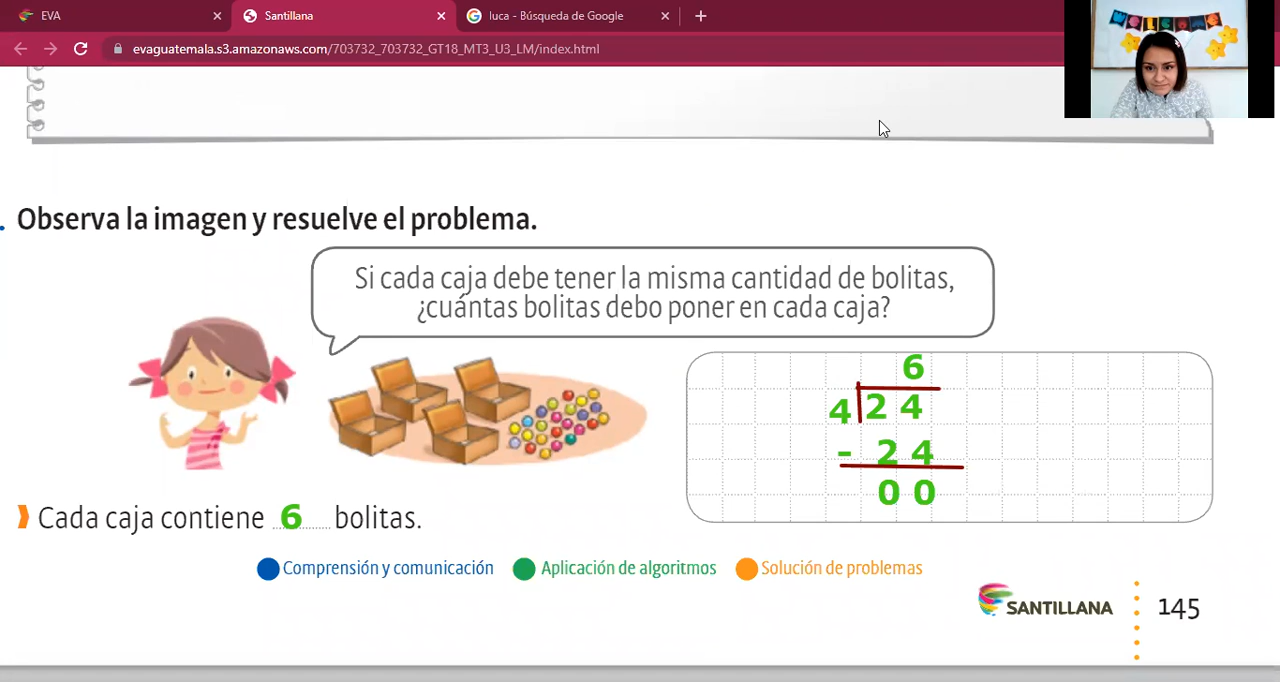 EVA
Santillana
luca - Búsqueda de Google
evaguatemala.s3.amazonaws.com/703732_703732_GT18_MT3_U3_LM/index.html
WELCOME
. Observa la imagen y resuelve el problema.
Si cada caja debe tener la misma cantidad de bolitas,
¿cuántas bolitas debo poner en cada caja?
6
4 2 4
- 2 4
0 0
Cada caja contiene 6 bolitas.
Comprensión y comunicación Aplicación de algoritmos Solución de problemas
SANTILLANA 145